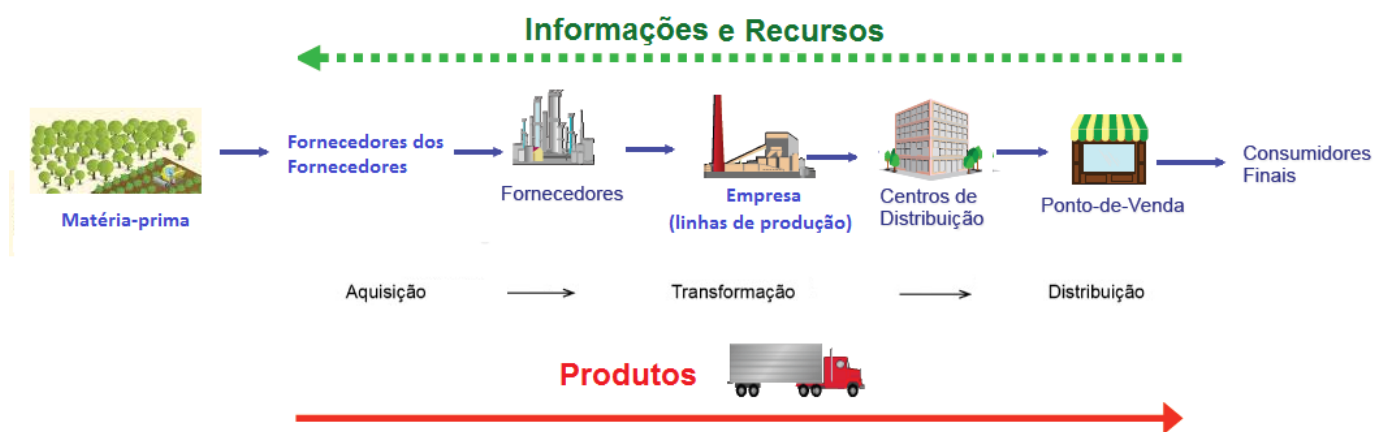 Informações e Recursos
Matéria-prima
Fornecedores dos
Fornecedores
Fornecedores
Empresa
(linhas de produção)
Centros de
Distribuição
Ponto-de-Venda
Consumidores
Finais
Aquisição
Transformação
Distribuição
Produtos